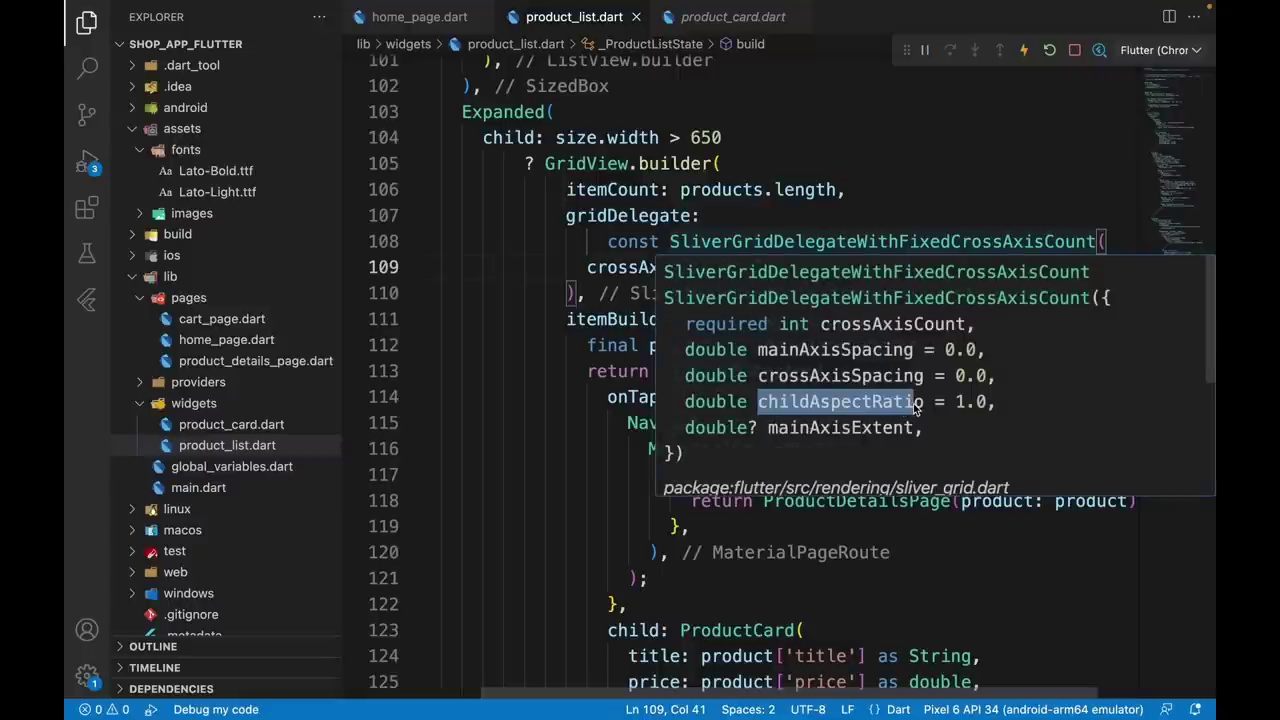 EXPLORER
home_page.dart
product_list.dart
product_card.dart
SHOP_APP_FLUTTER
lib > widgets > product_list.dart > _ProductListState > build
Flutter (Chror
.dart_tool
.idea
android
assets
fonts
Aa Lato-Bold.ttf
Aa Lato-Light.ttf
images
build
ios
lib
pages
cart_page.dart
home_page.dart
product_details_page.dart
providers
widgets
product_card.dart
product_list.dart
global_variables.dart
main.dart
linux
macos
test
web
windows
.gitignore
.metadata
OUTLINE
TIMELINE
DEPENDENCIES
3
1
101 ), // ListView.builder
102 ), // SizedBox
103 Expanded(
104 child: size.width > 650
105 ? GridView.builder(
106 itemCount: products.length,
107 gridDelegate:
108 const SliverGridDelegateWithFixedCrossAxisCount(
109 crossAx
110 ), // Sl
111 itemBuil
112 final p
113 return
114 onTap
115 Nav
116 M
117
118 return ProductDetailsPage(product: product)
119 },
120 ), // MaterialPageRoute
121 );
122 },
123 child: ProductCard(
124 title: product['title'] as String,
125 price: product['price'] as double,
SliverGridDelegateWithFixedCrossAxisCount
SliverGridDelegateWithFixedCrossAxisCount({
required int crossAxisCount,
double mainAxisSpacing = 0.0,
double crossAxisSpacing = 0.0,
double childAspectRatio = 1.0,
double? mainAxisExtent,
})
package:flutter/src/rendering/sliver_grid.dart
0 0 Debug my code
Ln 109, Col 41 Spaces: 2 UTF-8 LF {} Dart Pixel 6 API 34 (android-arm64 emulator)